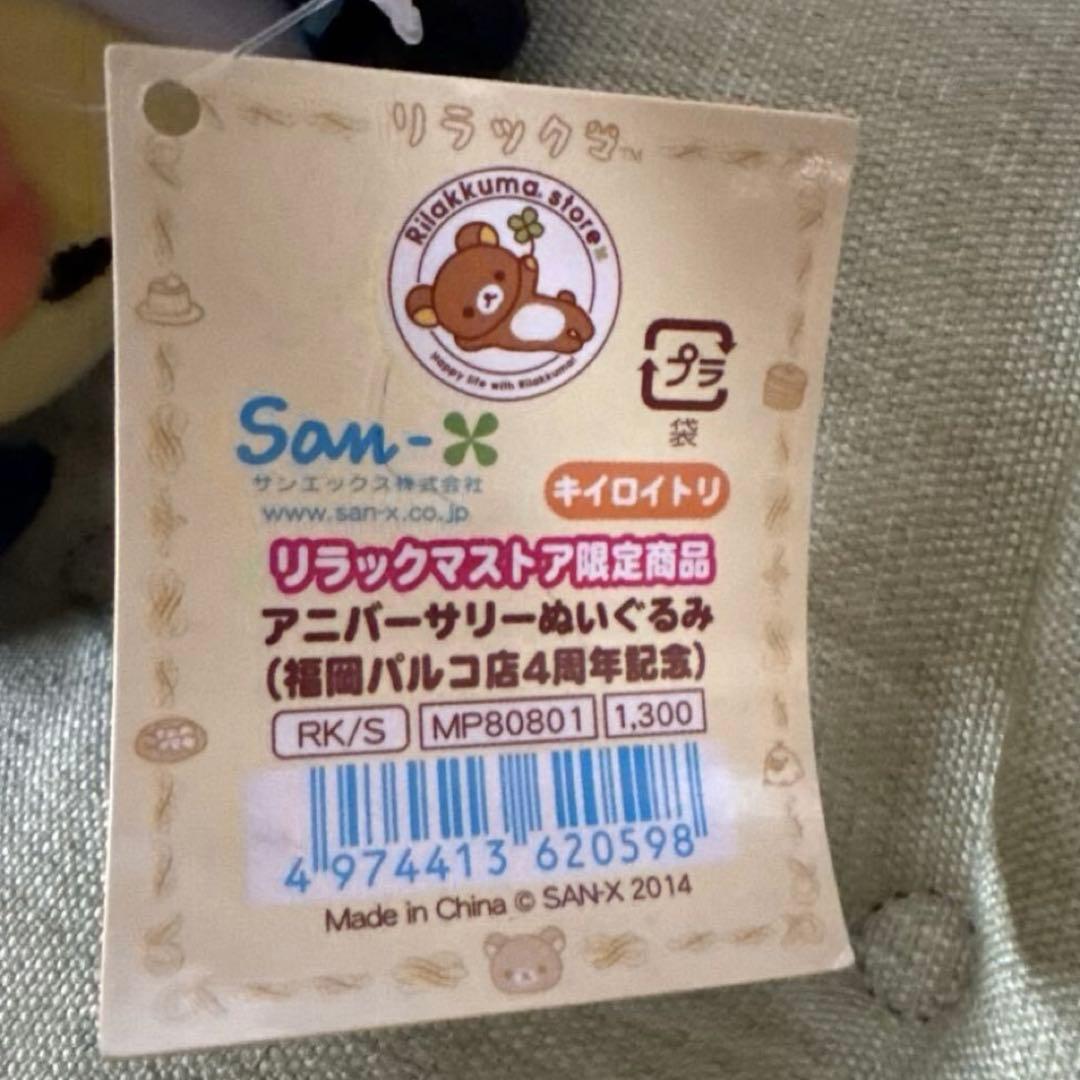 リラックマ™
Rilakkuma® store
Happy life with Rilakkuma!
プラ
袋
San-X
サンエックス株式会社
www.san-x.co.jp
キイロイトリ
リラックマストア限定商品
アニバーサリーぬいぐるみ
(福岡パルコ店4周年記念)
RK/S MP80801 1,300
4 974413 620598
Made in China © SAN-X 2014